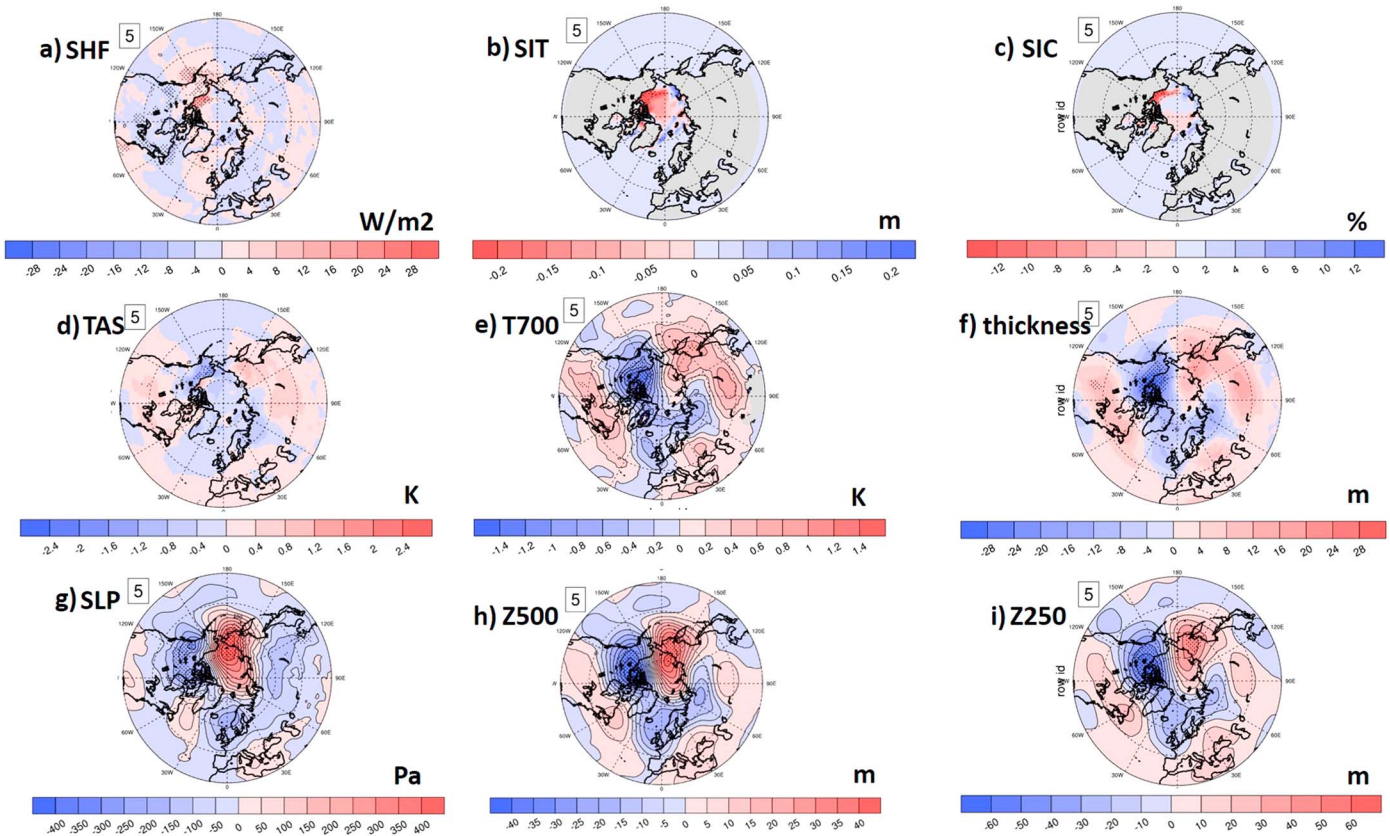 a) SHF
5
180
150W
150E
120E
90E
60W
60E
30W
30E
0
W/m2
-28 -24 -20 -16 -12 -8 -4 0 4 8 12 16 20 24 28
b) SIT
5
180
150W
150E
120W
120E
W
90E
60W
60E
30W
30E
0
m
-0.2 -0.15 -0.1 -0.05 0 0.05 0.1 0.15 0.2
c) SIC
5
180
150W
150E
120W
120E
row id
90E
60W
60E
30W
30E
0
%
-12 -10 -8 -6 -4 -2 0 2 4 6 8 10 12
d) TAS
5
180
150W
150E
120W
120E
90E
60W
60E
30W
30E
0
K
-2.4 -2 -1.6 -1.2 -0.8 -0.4 0 0.4 0.8 1.2 1.6 2 2.4
e) T700
5
180
150W
150E
120W
120E
W
90E
60W
60E
30W
30E
0
K
-1.4 -1 -0.8 -0.6 -0.4 -0.2 0 0.2 0.4 0.6 0.8 1 1.4
f) thickness
5
180
150W
150E
120W
120E
row id
90E
60W
60E
30W
30E
0
m
-28 -24 -20 -16 -12 -8 -4 0 4 8 12 16 20 24 28
g) SLP
5
180
150W
150E
120W
120E
90E
60W
60E
30W
30E
0
Pa
-400 -350 -300 -250 -200 -150 -100 -50 0 50 100 150 200 250 300 350 400
h) Z500
5
180
150W
150E
120W
120E
W
90E
60W
60E
30W
30E
0
m
-40 -35 -30 -25 -20 -15 -10 -5 0 5 10 15 20 25 30 35 40
i) Z250
5
180
150W
150E
120W
120E
row id
90E
60W
60E
30W
30E
0
m
-60 -50 -40 -30 -20 -10 0 10 20 30 40 50 60